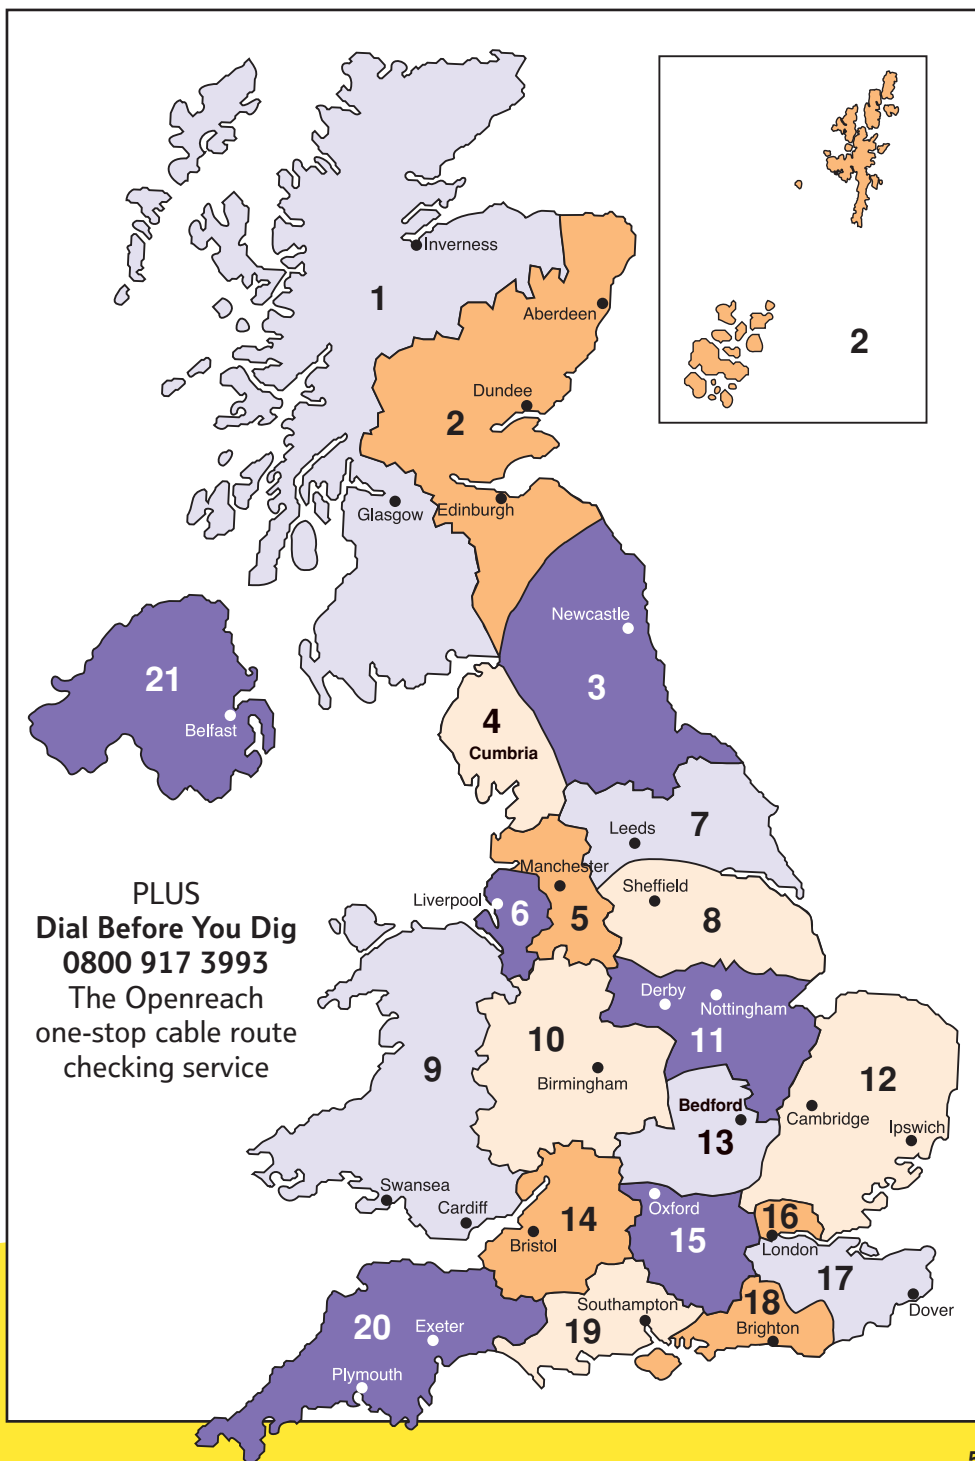 Inverness
1
Aberdeen
2
Dundee
2
Glasgow
Edinburgh
Newcastle
21
3
Belfast
4
Cumbria
7
Leeds
Manchester
Sheffield
Liverpool
6
5
8
PLUS
Dial Before You Dig
0800 917 3993
The Openreach
one-stop cable route
checking service
Derby
Nottingham
10
11
9
Birmingham
12
Bedford
Cambridge
Ipswich
13
Swansea
Cardiff
Oxford
14
16
15
Bristol
London
17
18
Southampton
Dover
20
Exeter
19
Brighton
Plymouth